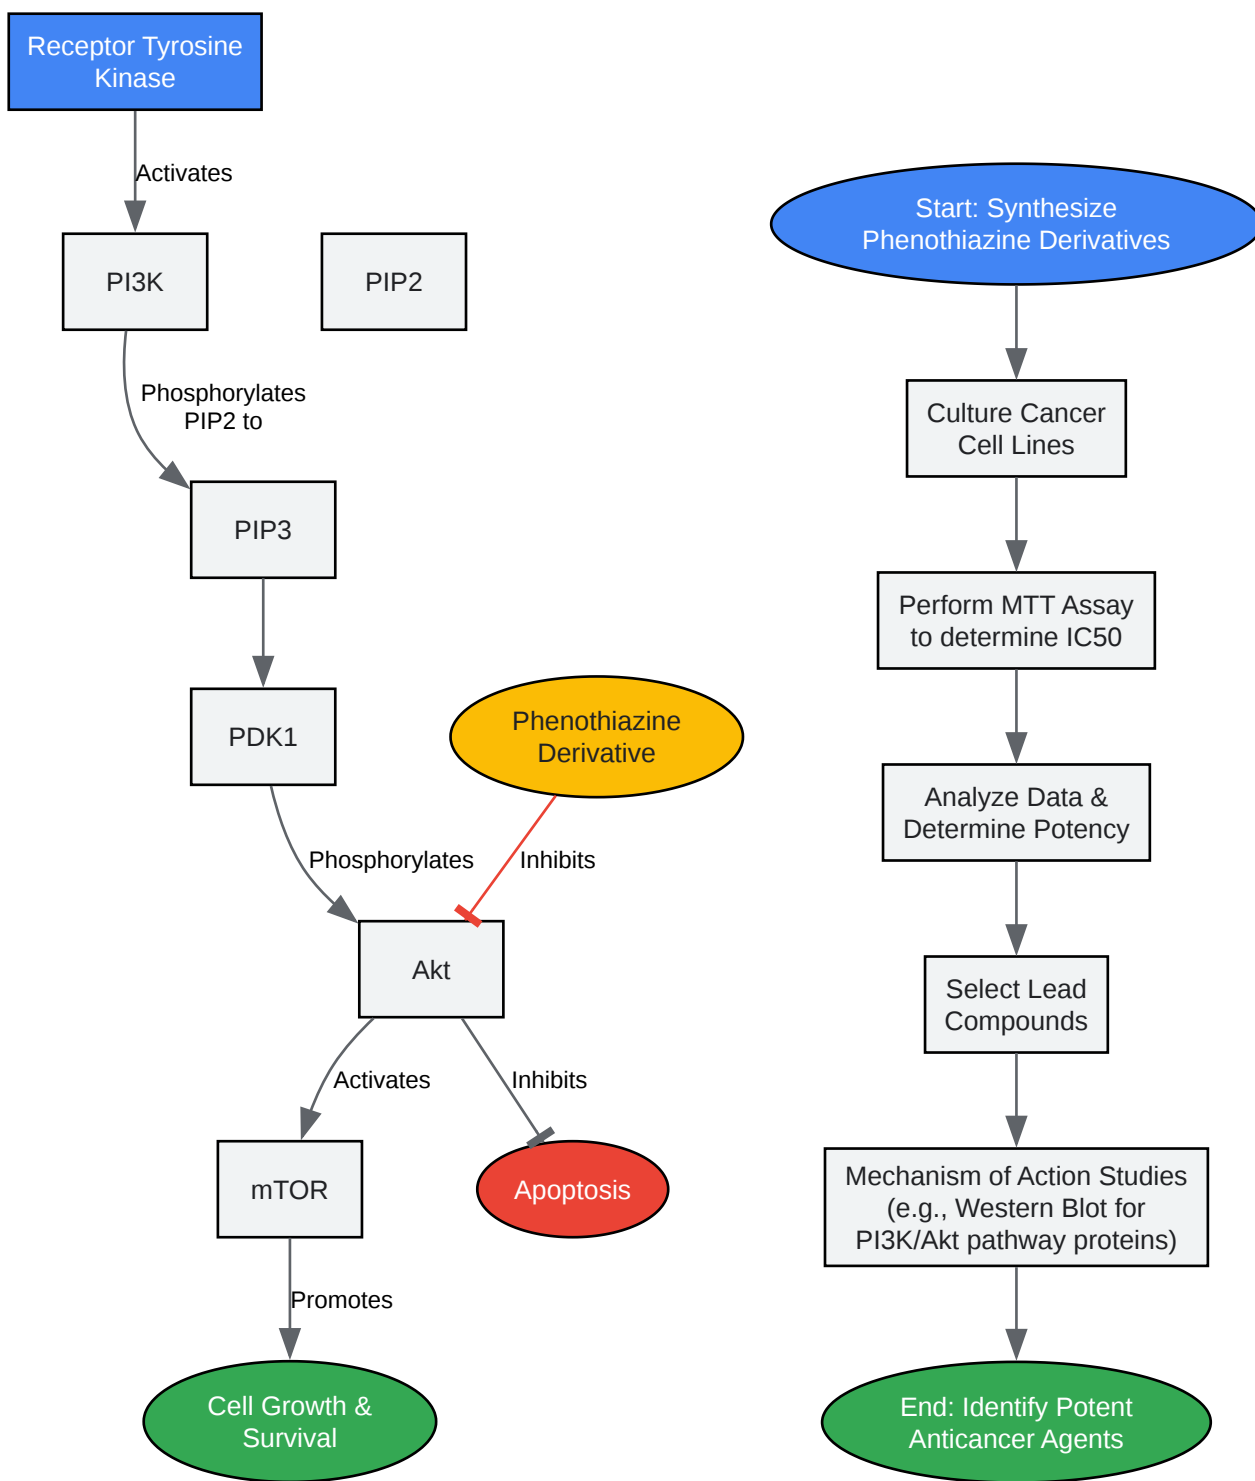 Receptor Tyrosine
Kinase
Activates
PI3K
PIP2
Phosphorylates
PIP2 to
PIP3
PDK1
Phenothiazine
Derivative
Phosphorylates
Inhibits
Akt
Activates
Inhibits
mTOR
Apoptosis
Promotes
Cell Growth &
Survival
Start: Synthesize
Phenothiazine Derivatives
Culture Cancer
Cell Lines
Perform MTT Assay
to determine IC50
Analyze Data &
Determine Potency
Select Lead
Compounds
Mechanism of Action Studies
(e.g., Western Blot for
PI3K/Akt pathway proteins)
End: Identify Potent
Anticancer Agents